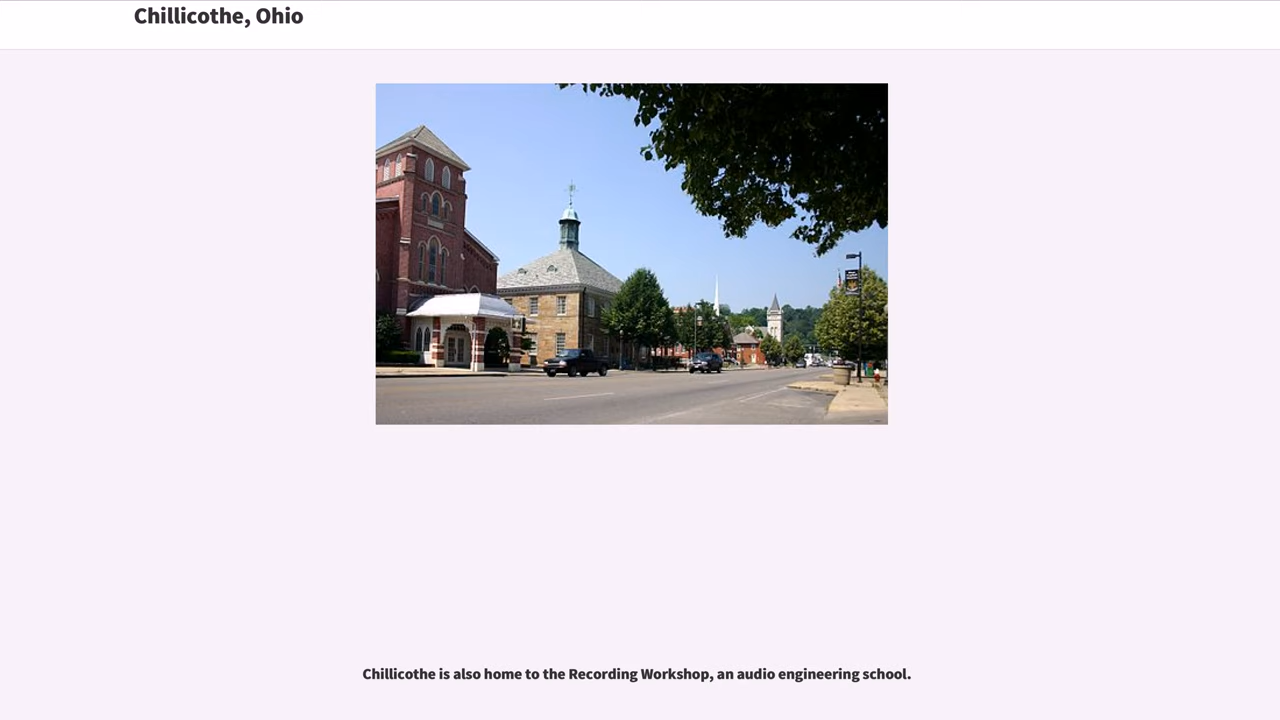 Chillicothe, Ohio
Chillicothe is also home to the Recording Workshop, an audio engineering school.